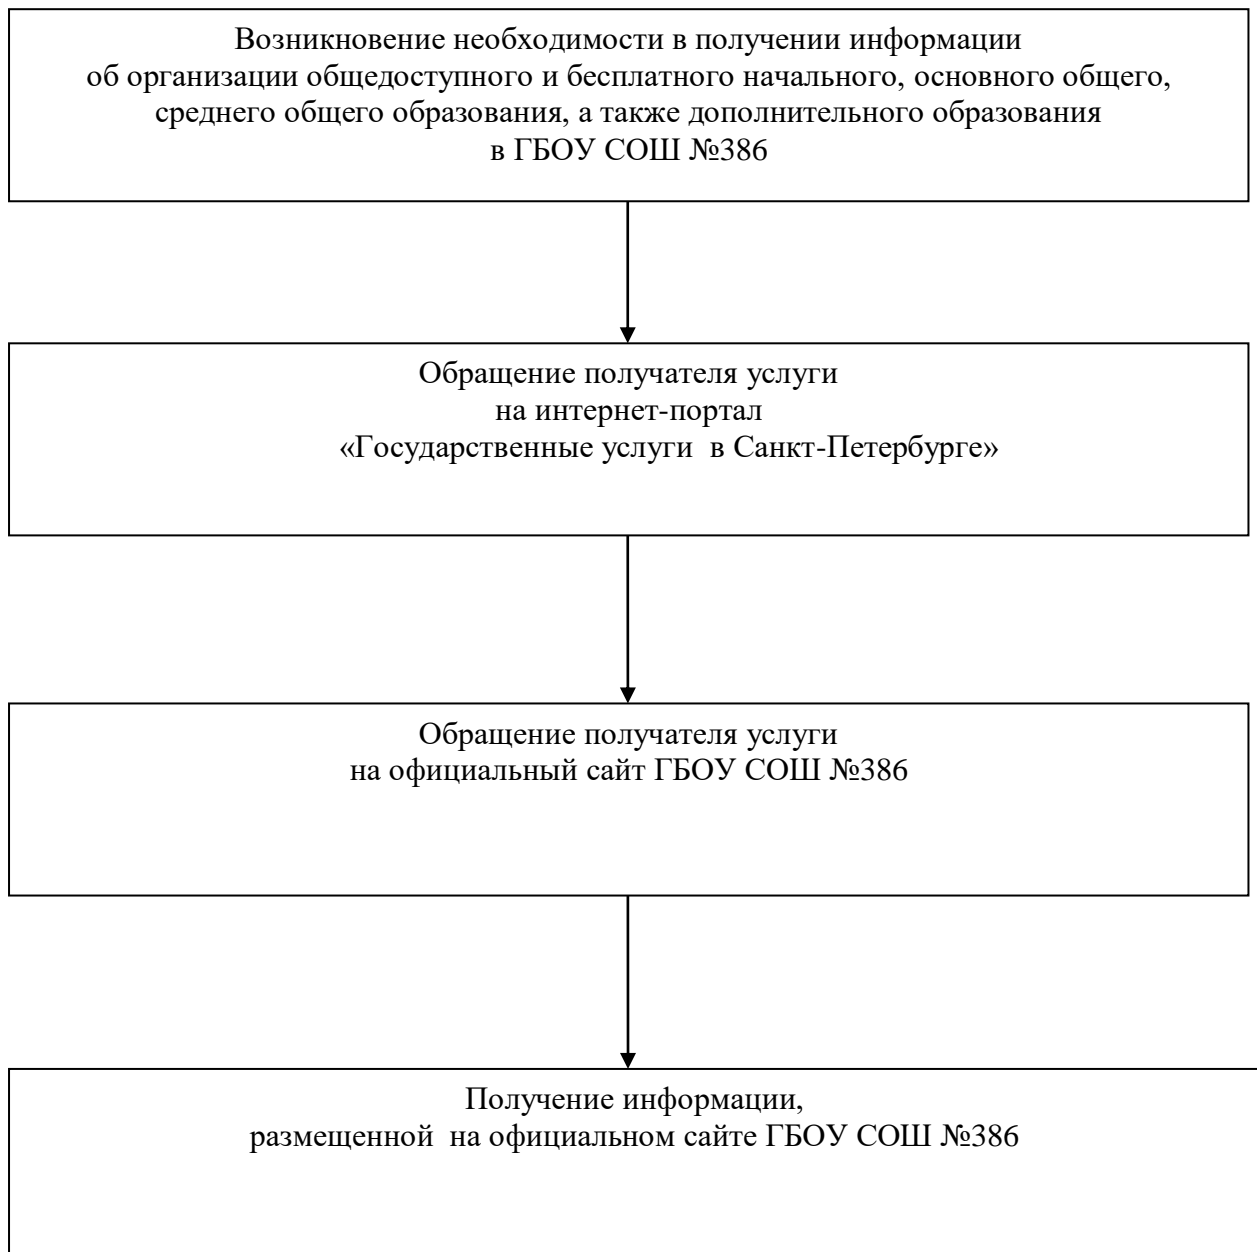 Возникновение необходимости в получении информации
об организации общедоступного и бесплатного начального, основного общего,
среднего общего образования, а также дополнительного образования
в ГБОУ СОШ №386
Обращение получателя услуги
на интернет-портал
«Государственные услуги  в Санкт-Петербурге»
Обращение получателя услуги
на официальный сайт ГБОУ СОШ №386
Получение информации,
размещенной  на официальном сайте ГБОУ СОШ №386